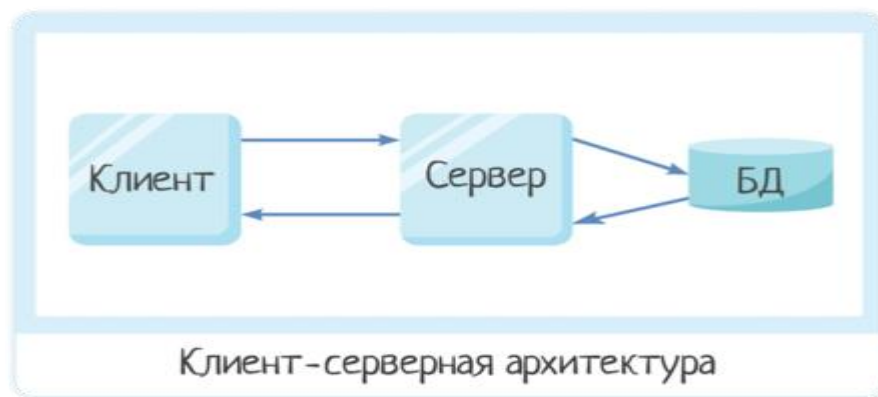 Клиент
Сервер
БД
Клиент-серверная архитектура